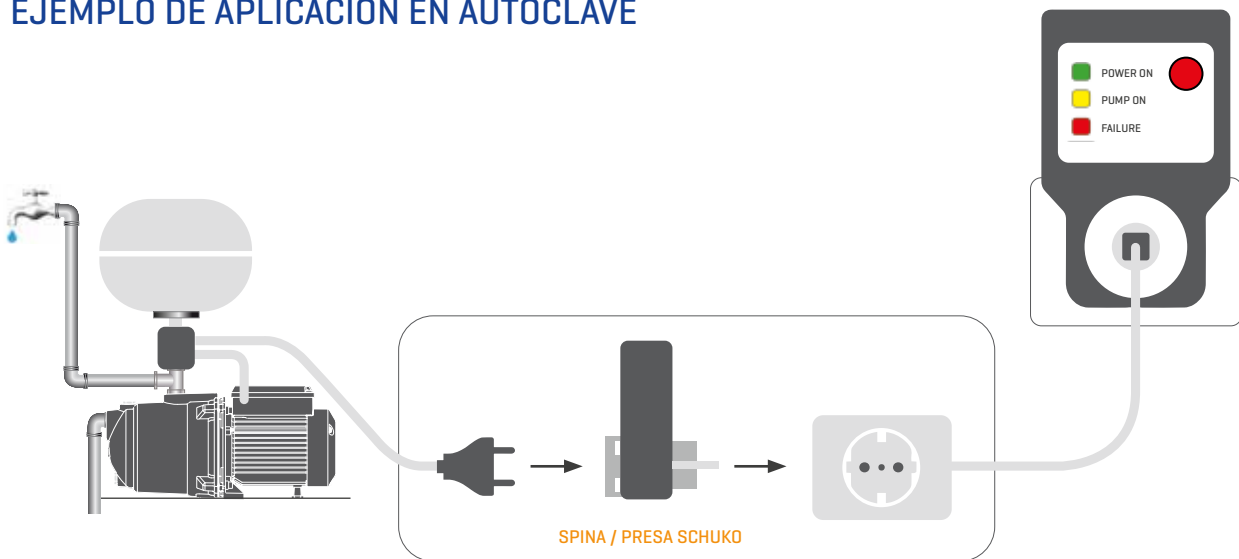 EJEMPLO DE APLICACIÓN EN AUTOCLAVE
POWER ON
PUMP ON
FAILURE
SPINA / PRESA SCHUKO